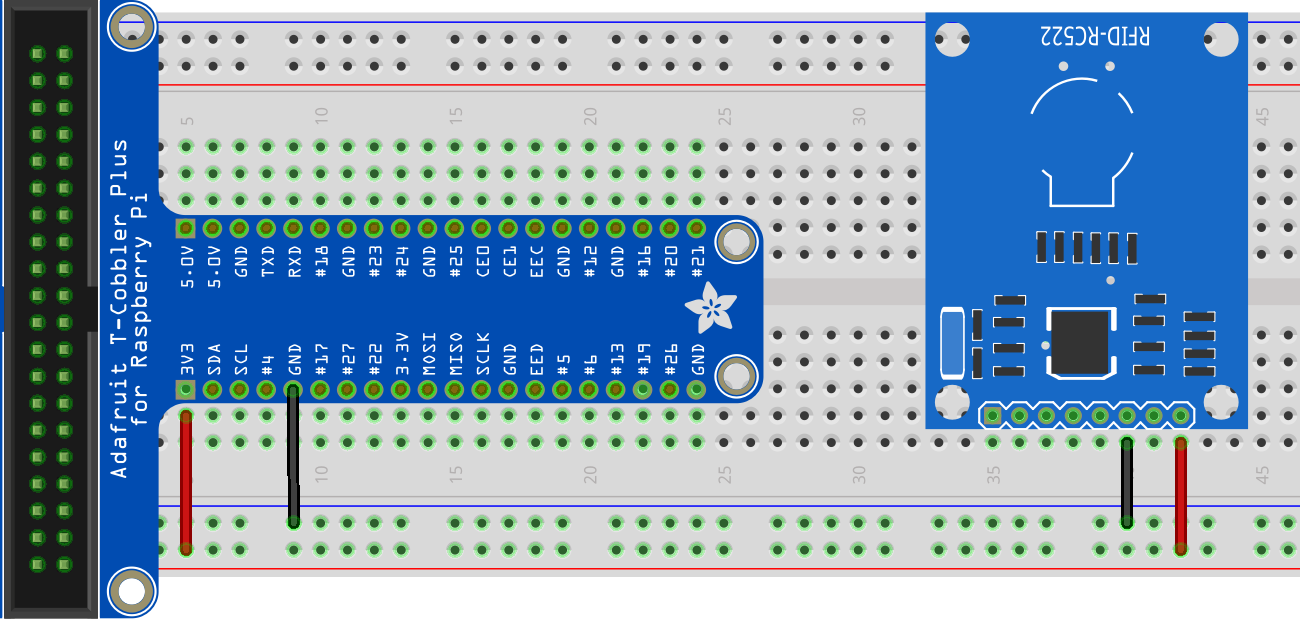 Adafruit T-Cobbler Plus
for Raspberry Pi
RFID-RC522
5 10 15 20 25 30 45
5.0V 5.0V GND TXD RXD #18 GND #23 #24 GND #25 CE0 CE1 EEC GND #12 GND #16 #20 #21
3V3 SDA SCL #4 GND #17 #27 #22 3.3V MOSI MISO SCLK GND EED #5 #6 #13 #19 #26 GND
10 15 20 25 30 35 45